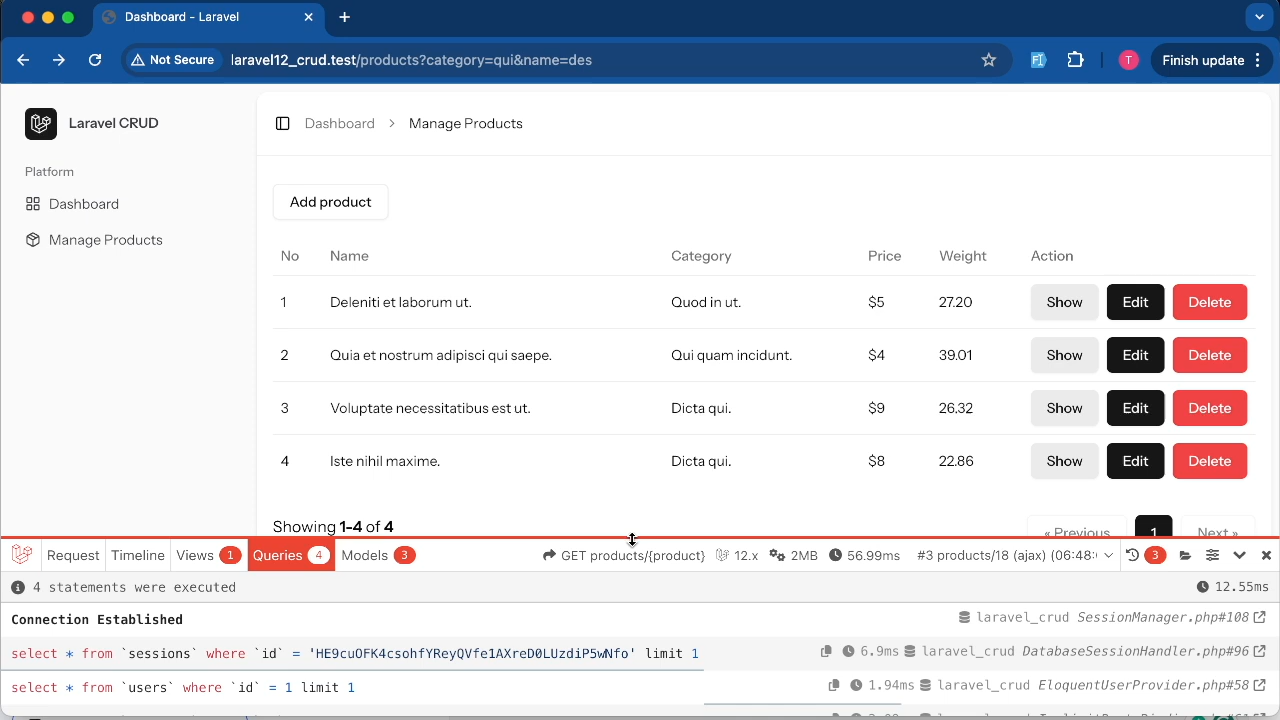 Dashboard - Laravel
Not Secure laravel12_crud.test/products?category=qui&name=des T Finish update
Laravel CRUD
Dashboard Manage Products
Platform
Dashboard
Manage Products
Add product
No Name Category Price Weight Action
1 Deleniti et laborum ut. Quod in ut. $5 27.20 Show Edit Delete
2 Quia et nostrum adipisci qui saepe. Qui quam incidunt. $4 39.01 Show Edit Delete
3 Voluptate necessitatibus est ut. Dicta qui. $9 26.32 Show Edit Delete
4 Iste nihil maxime. Dicta qui. $8 22.86 Show Edit Delete
Showing 1-4 of 4 « Previous 1 Next »
Request Timeline Views 1 Queries 4 Models 3 GET products/{product} 12.x 2MB 56.99ms #3 products/18 (ajax) (06:48: 3
4 statements were executed 12.55ms
Connection Established laravel_crud SessionManager.php#108
select * from `sessions` where `id` = 'HE9cuOFK4csohfYReyQVfe1AXreD0LUzdiP5wNfo' limit 1 6.9ms laravel_crud DatabaseSessionHandler.php#96
select * from `users` where `id` = 1 limit 1 1.94ms laravel_crud EloquentUserProvider.php#58